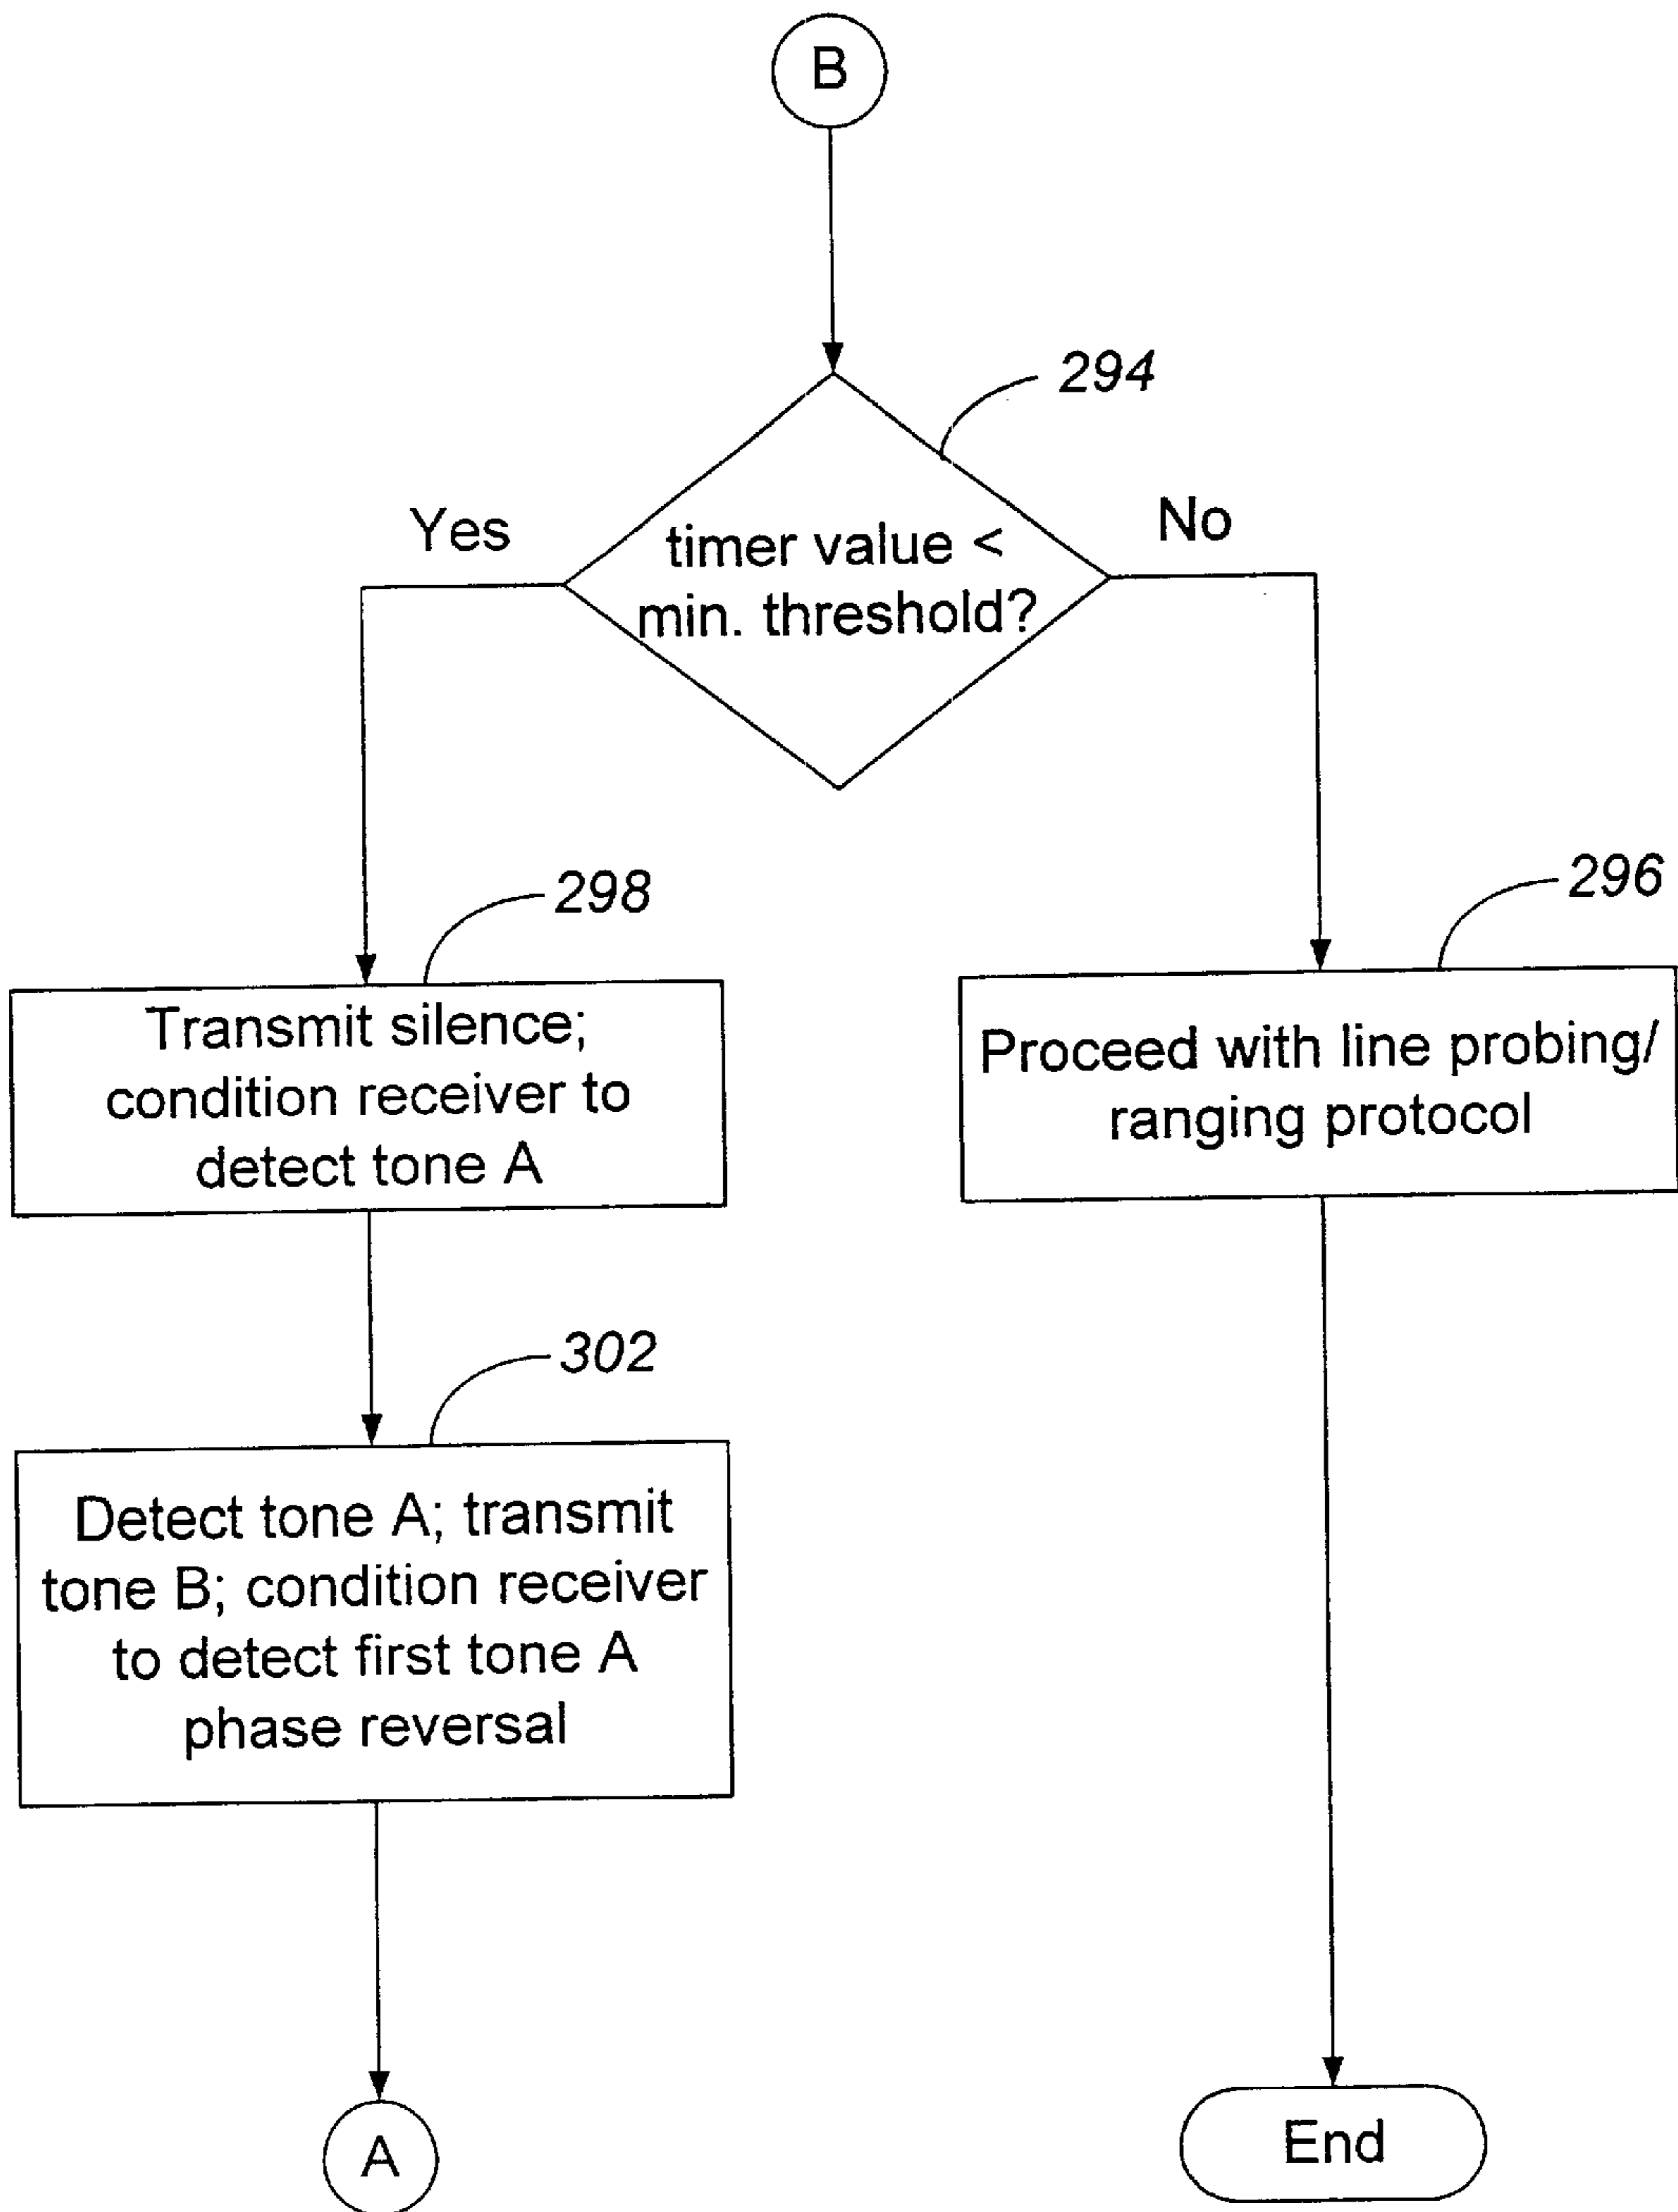 B
294
Yes
No
timer value <
min. threshold?
298
296
Transmit silence;
condition receiver to
detect tone A
Proceed with line probing/
ranging protocol
302
Detect tone A; transmit
tone B; condition receiver
to detect first tone A
phase reversal
A
End